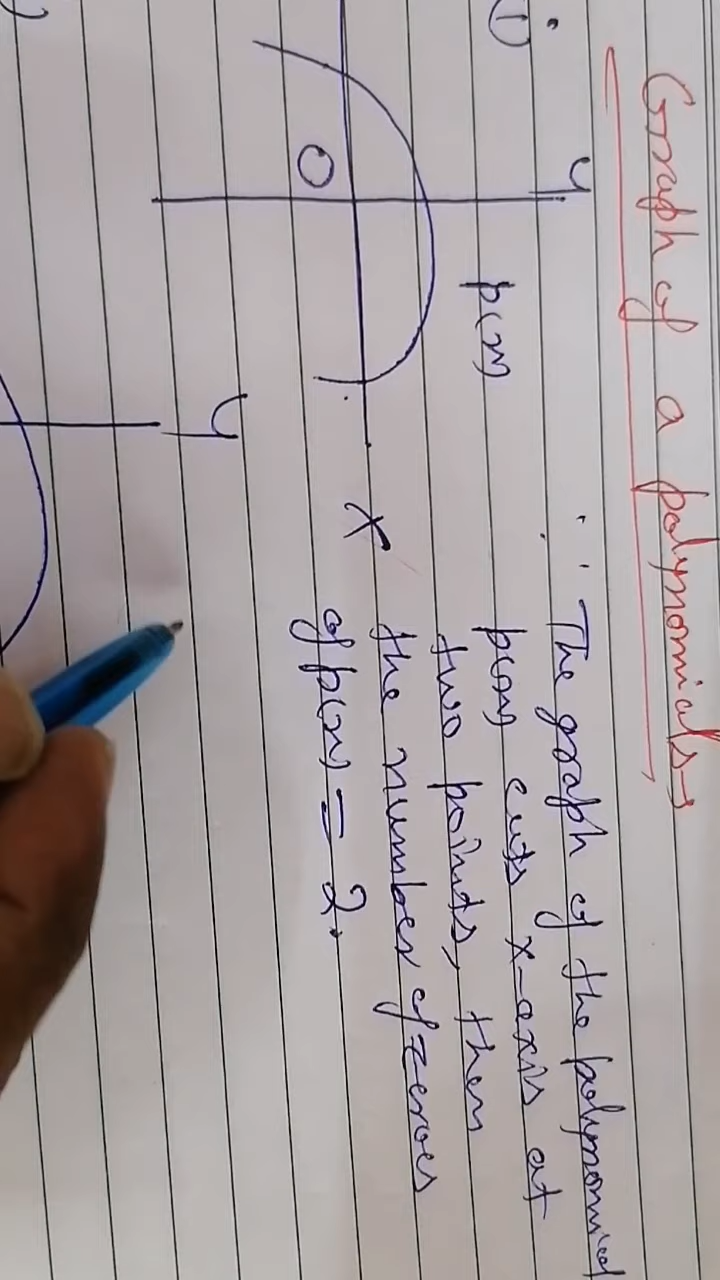 Graph of a polynomials→
i)
y
p(x)
O
x
∵ The graph of the polynomial
p(x) cuts x-axis at
two points, then
the number of zeroes
of p(x) = 2.
y